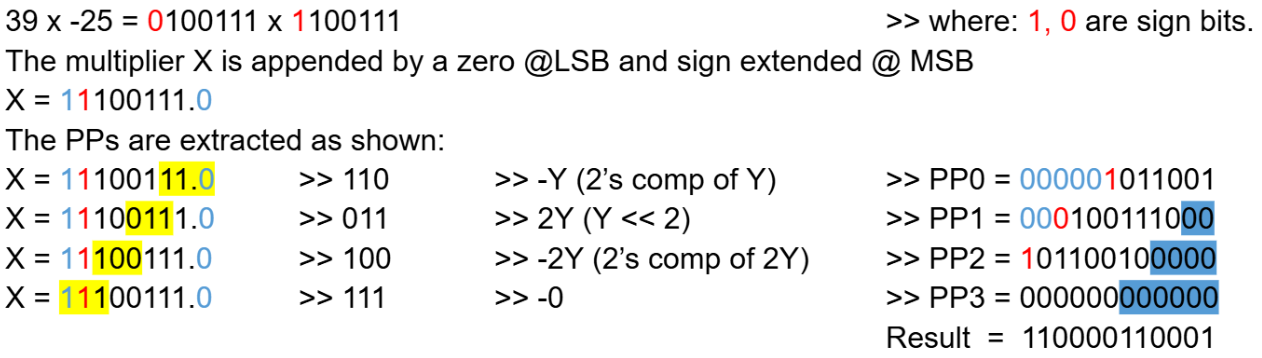 39 x -25 = 0100111 x 1100111 >> where: 1, 0 are sign bits.
The multiplier X is appended by a zero @LSB and sign extended @ MSB
X = 11100111.0
The PPs are extracted as shown:
X = 11100111.0 >> 110 >> -Y (2's comp of Y) >> PP0 = 000001011001
X = 11100111.0 >> 011 >> 2Y (Y << 2) >> PP1 = 000100111000
X = 11100111.0 >> 100 >> -2Y (2's comp of 2Y) >> PP2 = 101100100000
X = 11100111.0 >> 111 >> -0 >> PP3 = 000000000000
Result = 110000110001